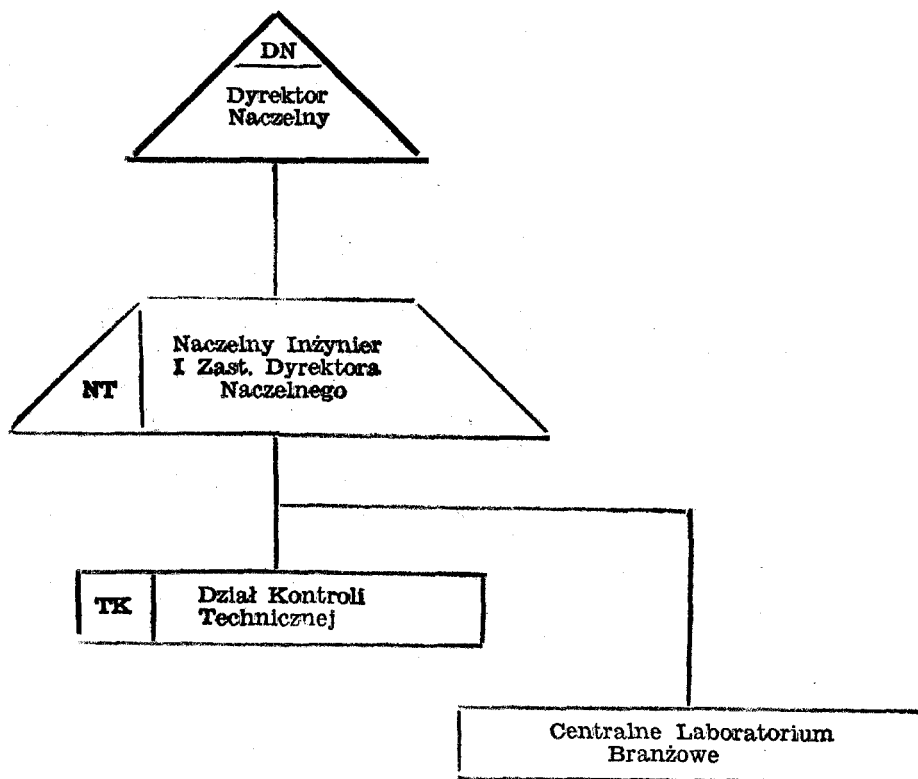 DN
Dyrektor
Naczelny
Naczelny Inżynier
I Zast. Dyrektora
Naczelnego
NT
TK
Dział Kontroli
Technicznej
Centralne Laboratorium
Branżowe